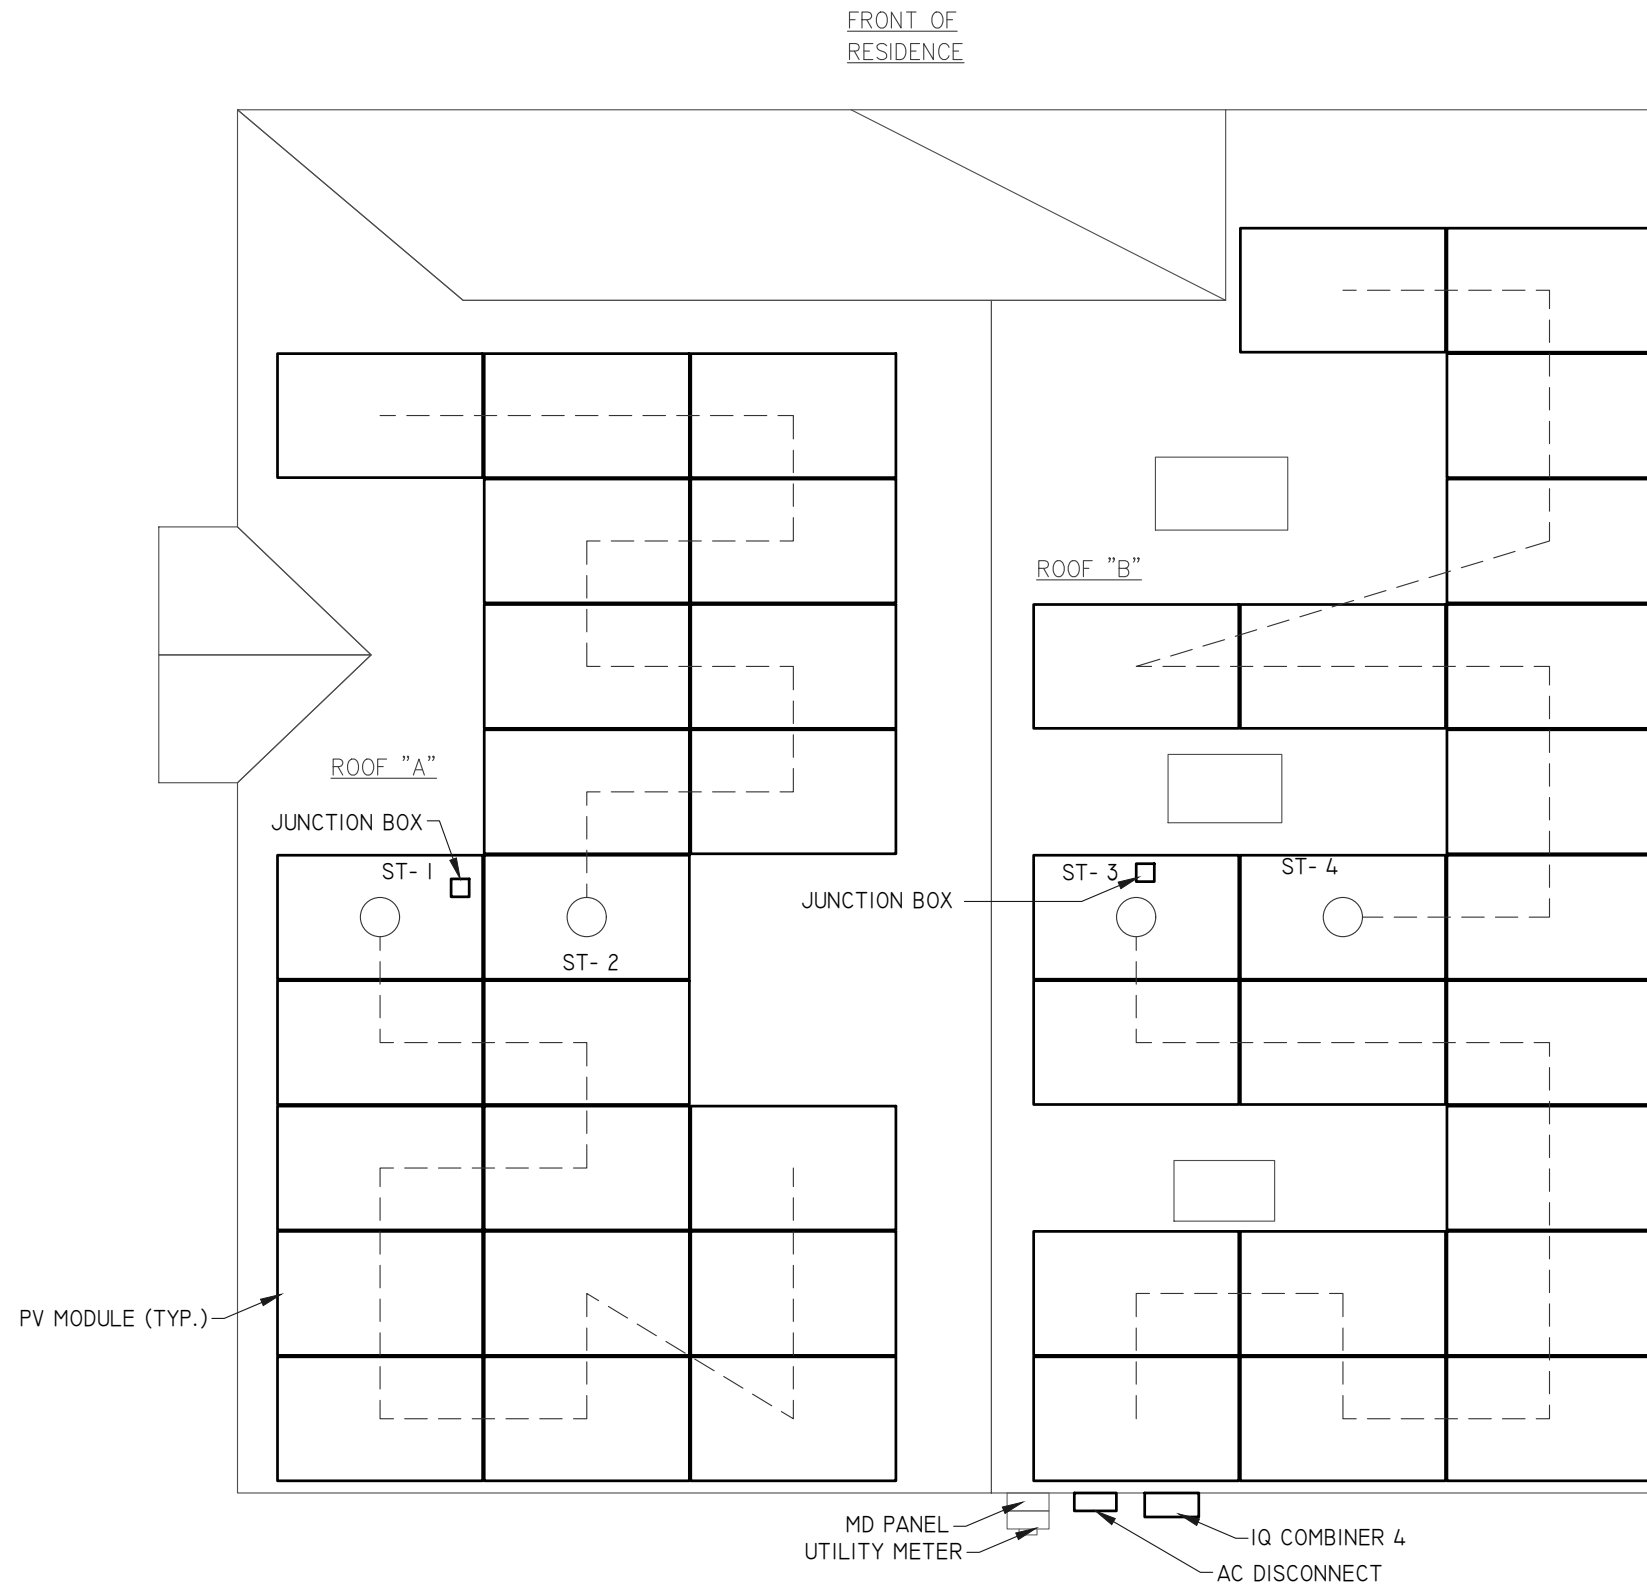 FRONT OF
RESIDENCE
ROOF "B"
ROOF "A"
JUNCTION BOX
ST- 1
ST- 3
ST- 4
JUNCTION BOX
ST- 2
PV MODULE (TYP.)
MD PANEL
UTILITY METER
IQ COMBINER 4
AC DISCONNECT